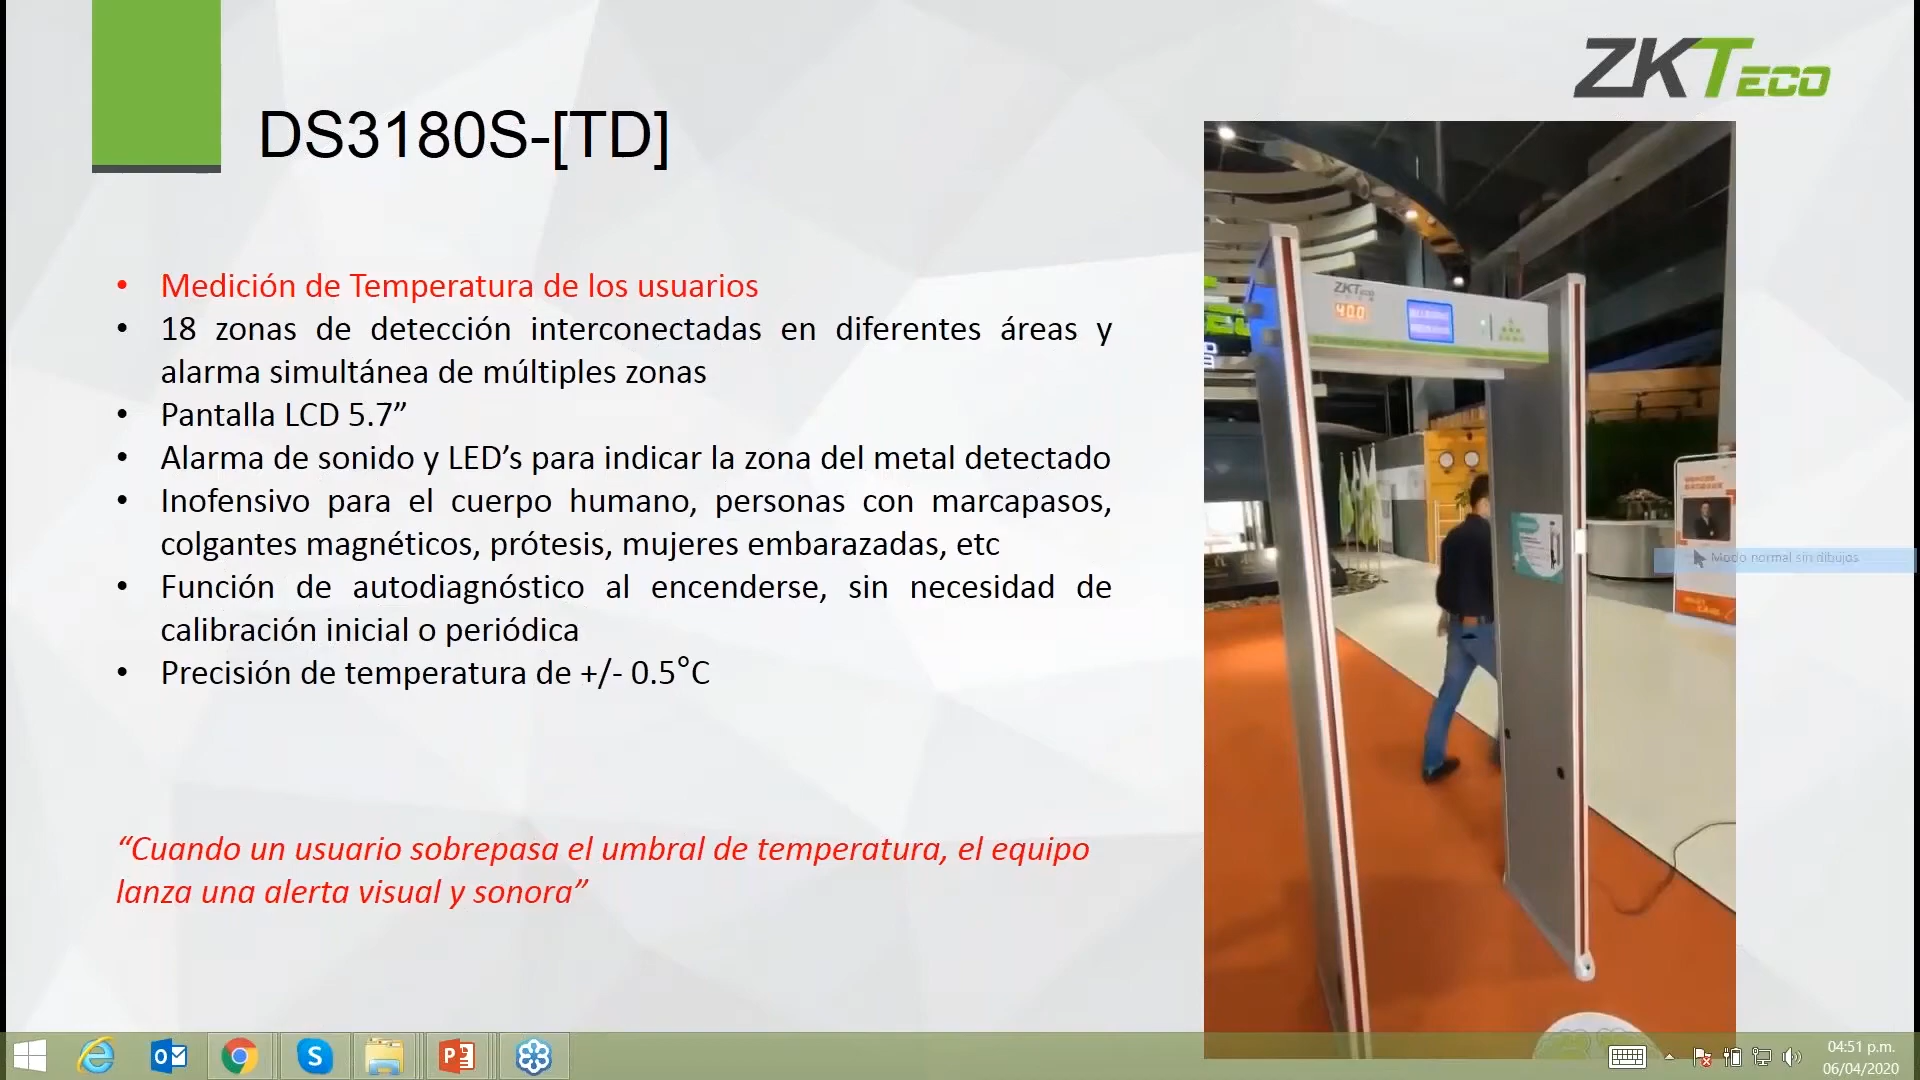 ZKTECO
DS3180S-[TD]
• Medición de Temperatura de los usuarios
• 18 zonas de detección interconectadas en diferentes áreas y
alarma simultánea de múltiples zonas
• Pantalla LCD 5.7”
• Alarma de sonido y LED’s para indicar la zona del metal detectado
• Inofensivo para el cuerpo humano, personas con marcapasos,
colgantes magnéticos, prótesis, mujeres embarazadas, etc
• Función de autodiagnóstico al encenderse, sin necesidad de
calibración inicial o periódica
• Precisión de temperatura de +/- 0.5°C
“Cuando un usuario sobrepasa el umbral de temperatura, el equipo
lanza una alerta visual y sonora”
ZKTECO
40.0
Modo normal sin dibujos
04:51 p.m.
06/04/2020